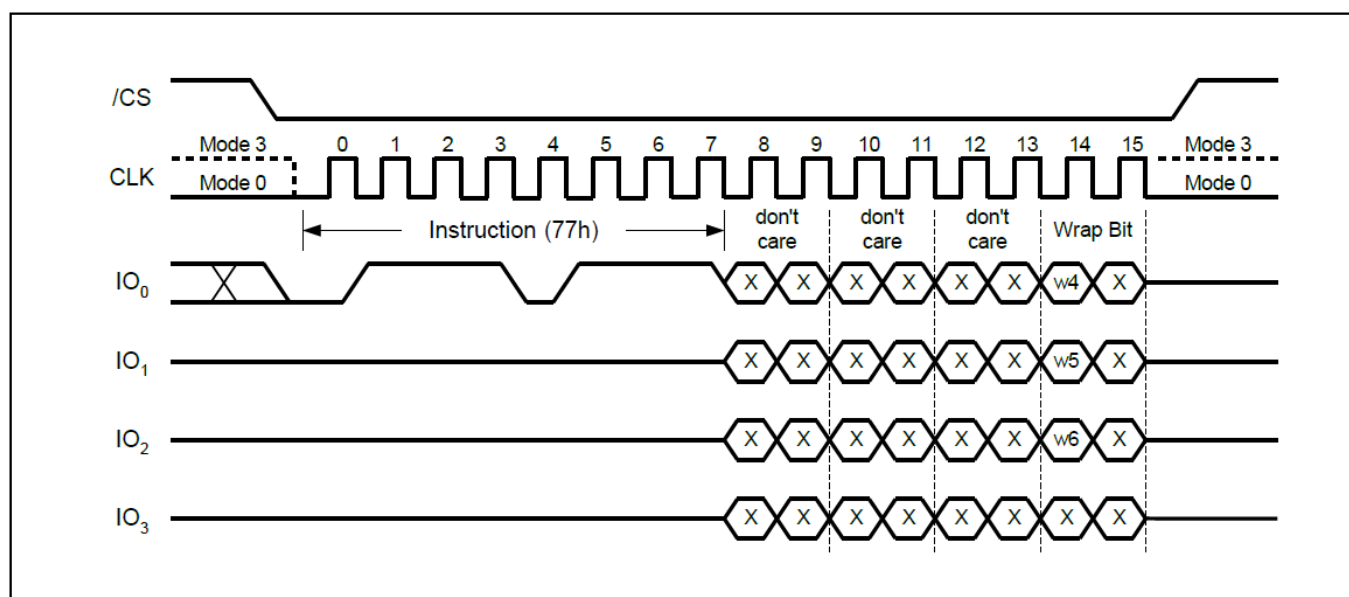 /CS
Mode 3 0 1 2 3 4 5 6 7 8 9 10 11 12 13 14 15 Mode 3
CLK
Mode 0 Mode 0
Instruction (77h) don't care don't care don't care Wrap Bit
IO0 X X X X X X X w4 X
IO1 X X X X X X w5 X
IO2 X X X X X X w6 X
IO3 X X X X X X X X